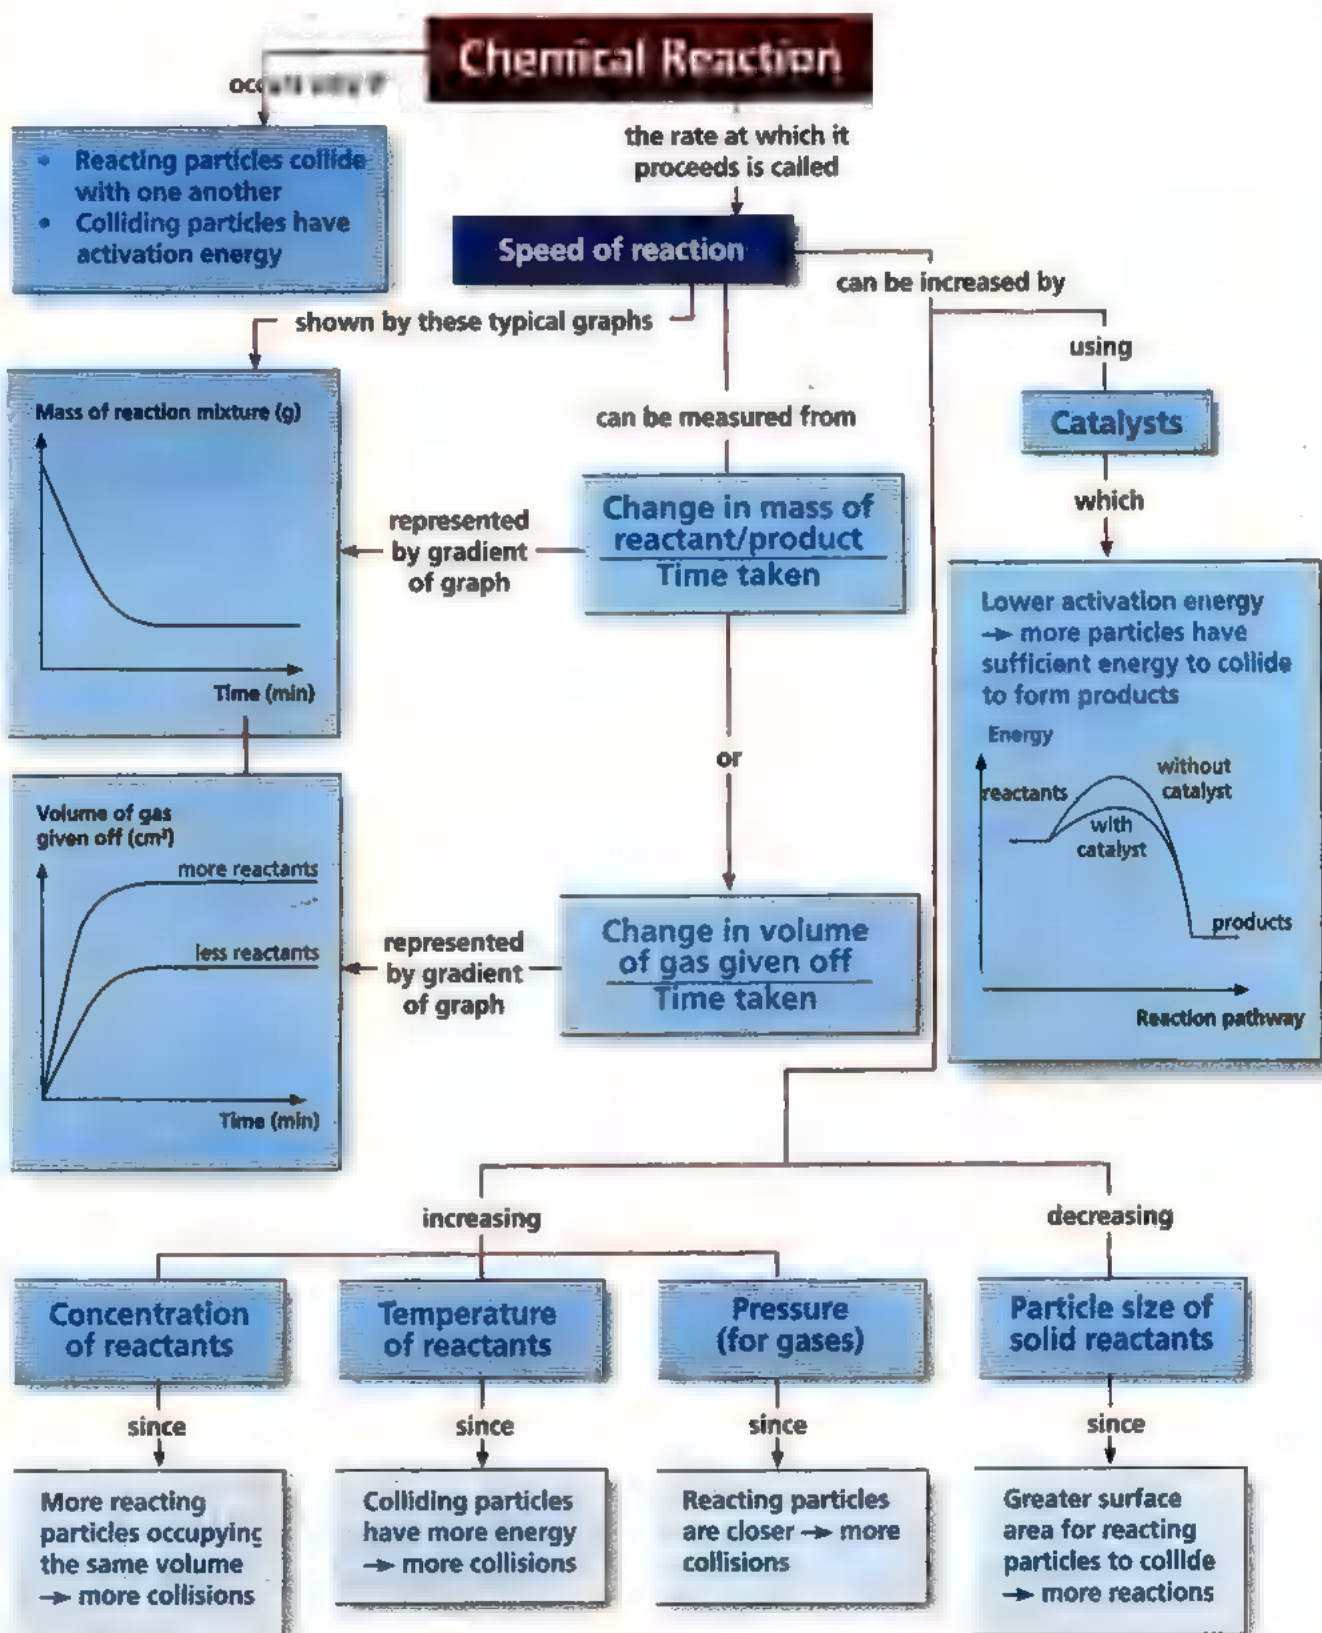 Chemical Reaction
the rate at which it
proceeds is called
• Reacting particles collide
with one another
• Colliding particles have
activation energy
Speed of reaction
can be increased by
shown by these typical graphs
using
Catalysts
which
Mass of reaction mixture (g)
Time (min)
can be measured from
represented
by gradient
of graph
Change in mass of
reactant/product
Time taken
Lower activation energy
→ more particles have
sufficient energy to collide
to form products
Energy
reactants
without
catalyst
with
catalyst
products
Reaction pathway
or
Volume of gas
given off (cm³)
more reactants
less reactants
Time (min)
represented
by gradient
of graph
Change in volume
of gas given off
Time taken
increasing
decreasing
Concentration
of reactants
Temperature
of reactants
Pressure
(for gases)
Particle size of
solid reactants
since
since
since
since
More reacting
particles occupying
the same volume
→ more collisions
Colliding particles
have more energy
→ more collisions
Reacting particles
are closer → more
collisions
Greater surface
area for reacting
particles to collide
→ more reactions